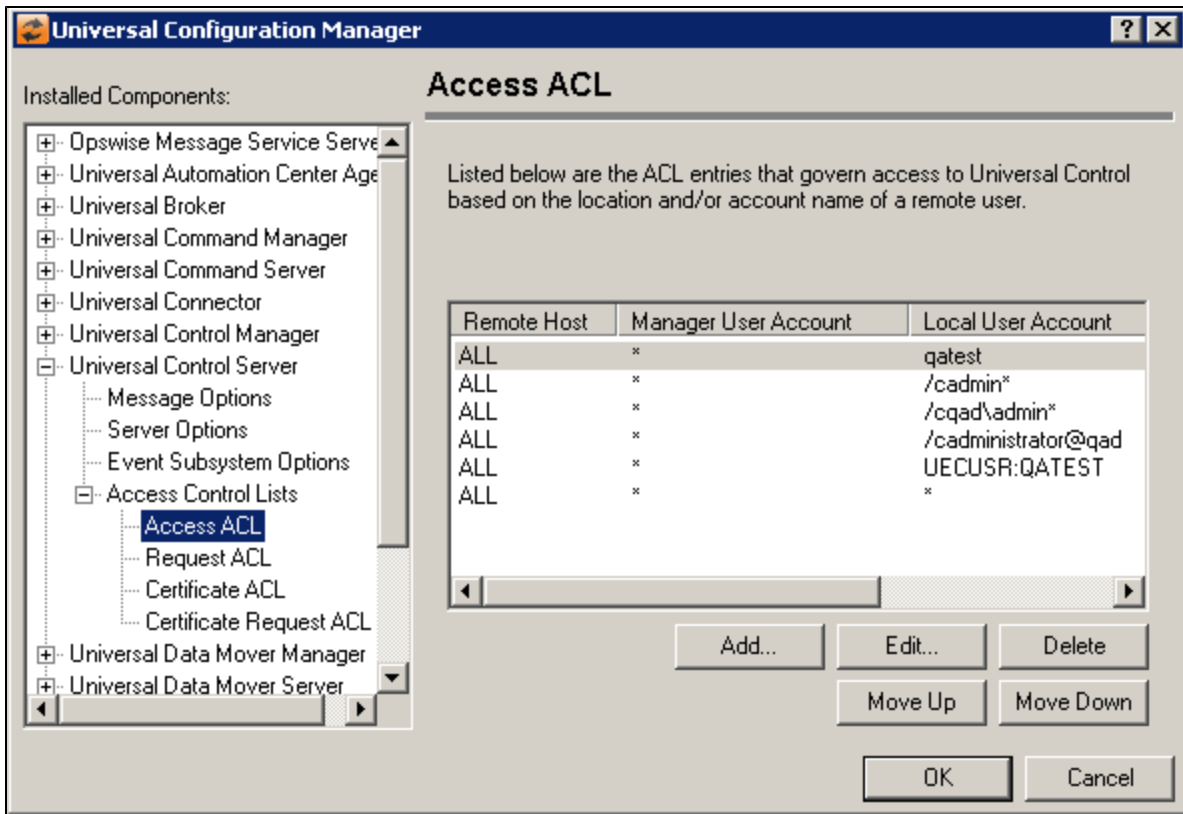 Universal Configuration Manager
Installed Components:
Opswise Message Service Serve
Universal Automation Center Age
Universal Broker
Universal Command Manager
Universal Command Server
Universal Connector
Universal Control Manager
Universal Control Server
Message Options
Server Options
Event Subsystem Options
Access Control Lists
Access ACL
Request ACL
Certificate ACL
Certificate Request ACL
Universal Data Mover Manager
Universal Data Mover Server
Access ACL
Listed below are the ACL entries that govern access to Universal Control
based on the location and/or account name of a remote user.
Remote Host Manager User Account Local User Account
ALL * qatest
ALL * /cadmin*
ALL * /cqad\admin*
ALL * /cadministrator@qad
ALL * UECUSR:QATEST
ALL * *
Add... Edit... Delete
Move Up Move Down
OK Cancel